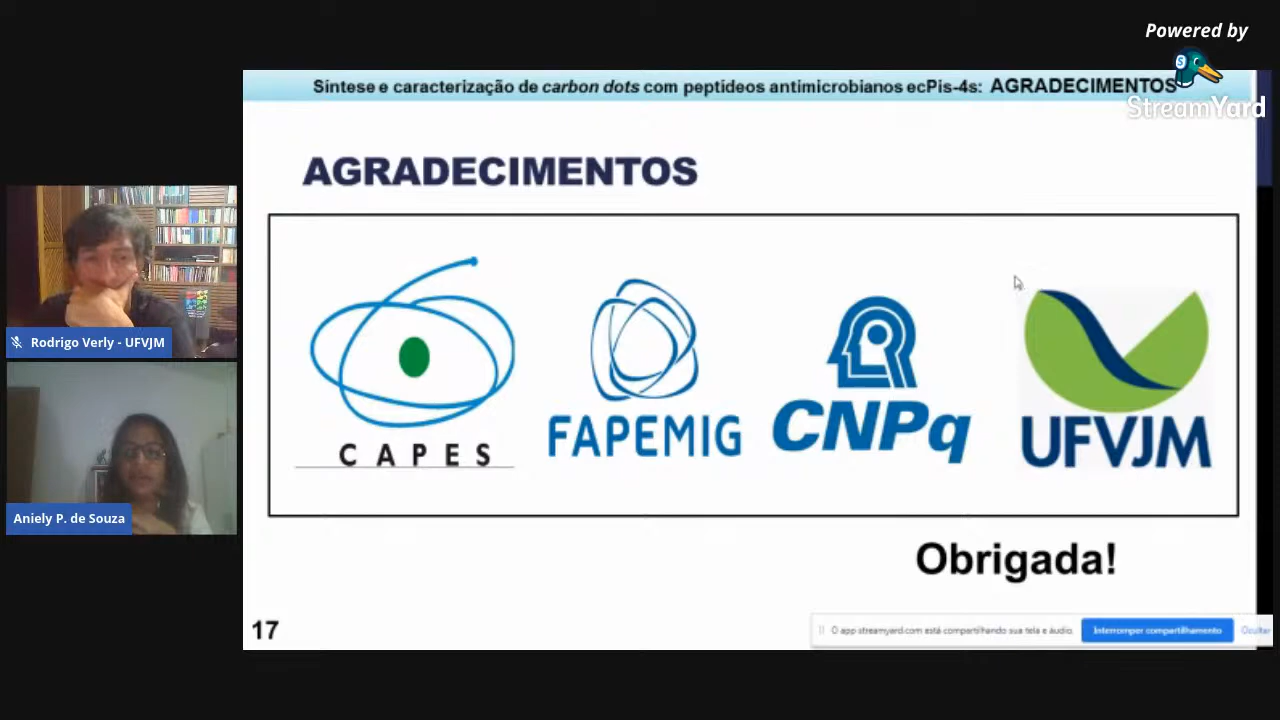 Powered by
StreamYard
Síntese e caracterização de carbon dots com peptídeos antimicrobianos ecPis-4s: AGRADECIMENTOS
AGRADECIMENTOS
CAPES
FAPEMIG
CNPq
UFVJM
Obrigada!
17
O app streamyard.com está compartilhando sua tela e áudio.
Interromper compartilhamento
Ocultar
Rodrigo Verly - UFVJM
Aniely P. de Souza